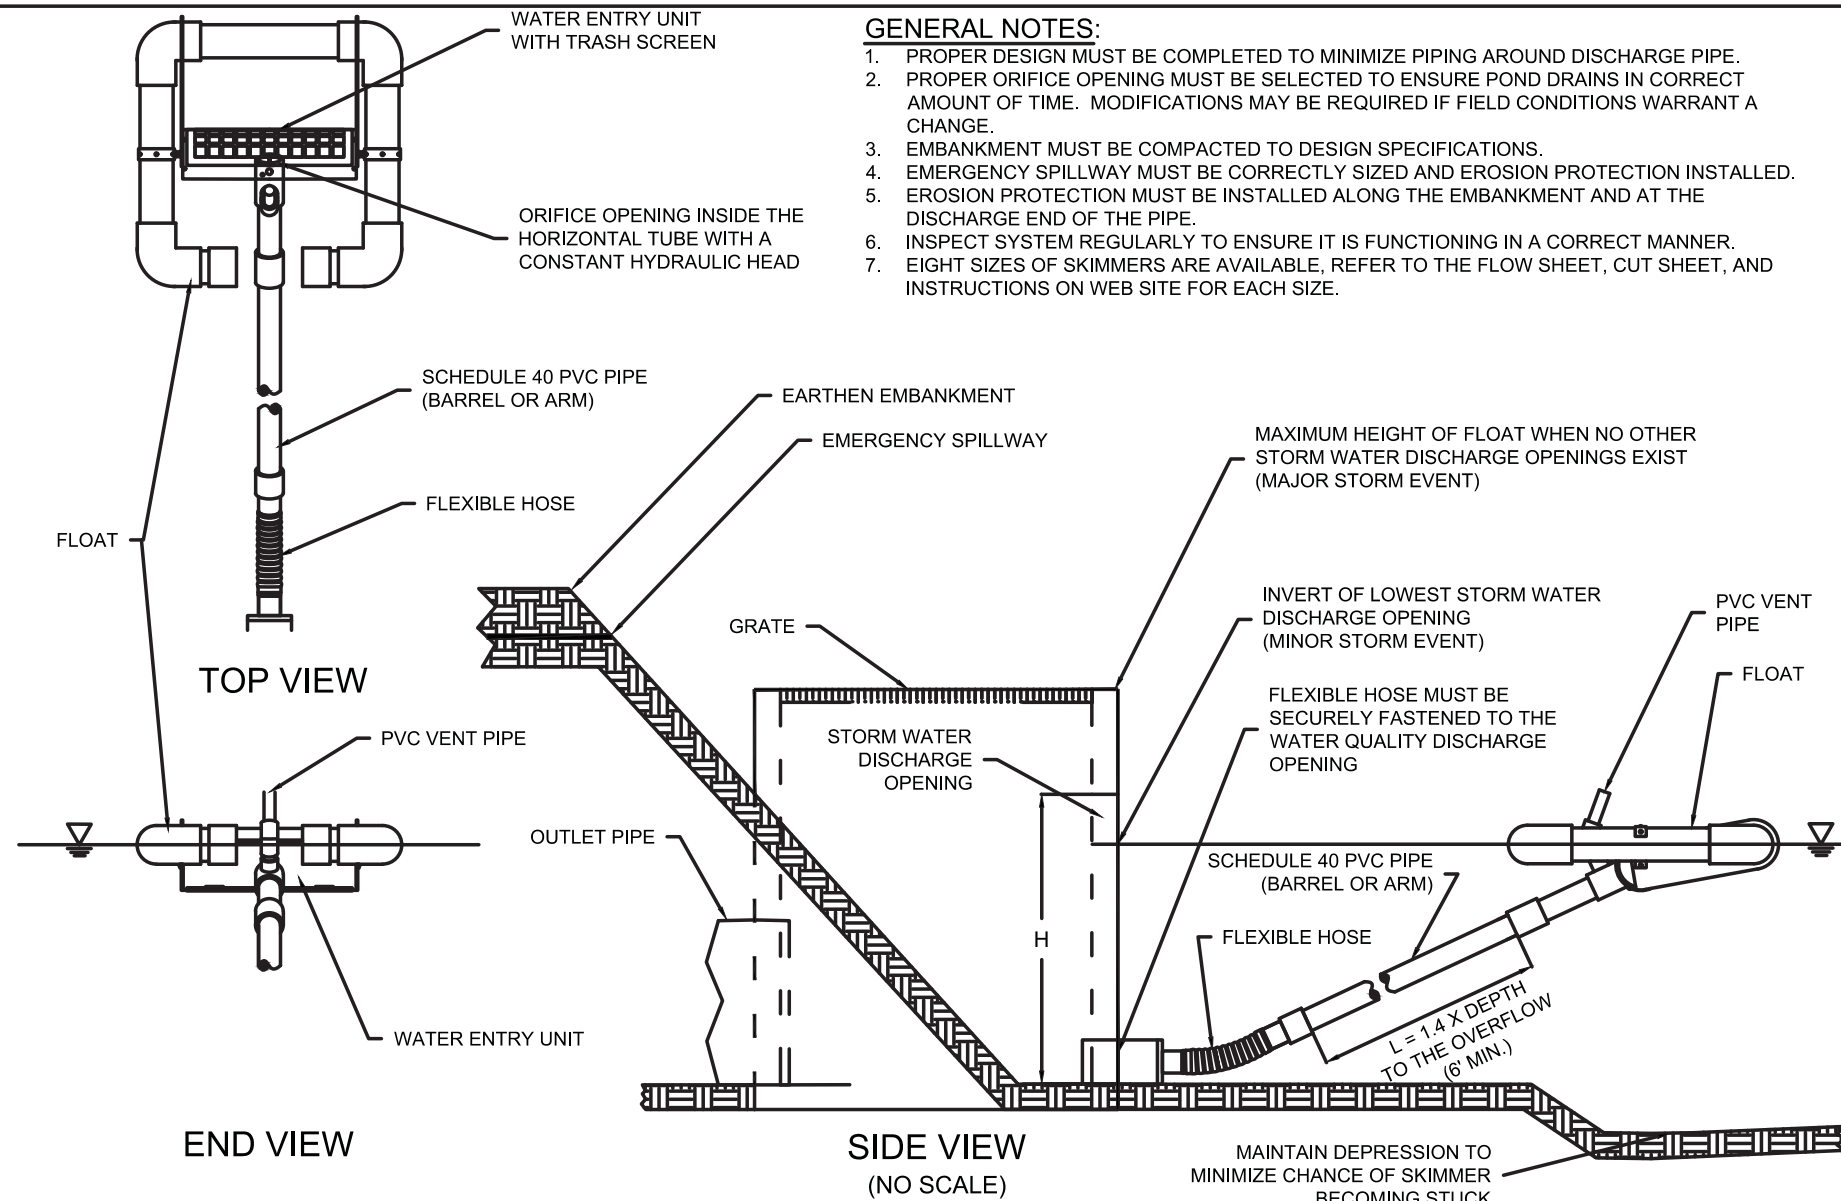 WATER ENTRY UNIT
WITH TRASH SCREEN
ORIFICE OPENING INSIDE THE
HORIZONTAL TUBE WITH A
CONSTANT HYDRAULIC HEAD
SCHEDULE 40 PVC PIPE
(BARREL OR ARM)
FLEXIBLE HOSE
FLOAT
TOP VIEW
GENERAL NOTES:
1. PROPER DESIGN MUST BE COMPLETED TO MINIMIZE PIPING AROUND DISCHARGE PIPE.
2. PROPER ORIFICE OPENING MUST BE SELECTED TO ENSURE POND DRAINS IN CORRECT
AMOUNT OF TIME. MODIFICATIONS MAY BE REQUIRED IF FIELD CONDITIONS WARRANT A
CHANGE.
3. EMBANKMENT MUST BE COMPACTED TO DESIGN SPECIFICATIONS.
4. EMERGENCY SPILLWAY MUST BE CORRECTLY SIZED AND EROSION PROTECTION INSTALLED.
5. EROSION PROTECTION MUST BE INSTALLED ALONG THE EMBANKMENT AND AT THE
DISCHARGE END OF THE PIPE.
6. INSPECT SYSTEM REGULARLY TO ENSURE IT IS FUNCTIONING IN A CORRECT MANNER.
7. EIGHT SIZES OF SKIMMERS ARE AVAILABLE, REFER TO THE FLOW SHEET, CUT SHEET, AND
INSTRUCTIONS ON WEB SITE FOR EACH SIZE.
PVC VENT PIPE
WATER ENTRY UNIT
END VIEW
EARTHEN EMBANKMENT
EMERGENCY SPILLWAY
MAXIMUM HEIGHT OF FLOAT WHEN NO OTHER
STORM WATER DISCHARGE OPENINGS EXIST
(MAJOR STORM EVENT)
INVERT OF LOWEST STORM WATER
DISCHARGE OPENING
(MINOR STORM EVENT)
PVC VENT
PIPE
GRATE
FLOAT
FLEXIBLE HOSE MUST BE
SECURELY FASTENED TO THE
WATER QUALITY DISCHARGE
OPENING
STORM WATER
DISCHARGE
OPENING
OUTLET PIPE
SCHEDULE 40 PVC PIPE
(BARREL OR ARM)
H
FLEXIBLE HOSE
L = 1.4 X DEPTH
TO THE OVERFLOW
(6' MIN.)
SIDE VIEW
(NO SCALE)
MAINTAIN DEPRESSION TO
MINIMIZE CHANCE OF SKIMMER
BECOMING STUCK